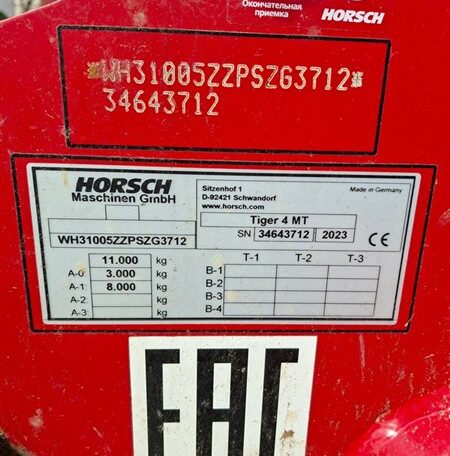 Окончательная
приемка
HORSCH
*WH31005ZZPSZG3712*
34643712
HORSCH
Maschinen GmbH
Sitzenhof 1
D-92421 Schwandorf
www.horsch.com
Made in Germany
Tiger 4 MT
WH31005ZZPSZG3712
SN 34643712 2023
CE
11.000 kg
A-0 3.000 kg
A-1 8.000 kg
A-2 kg
A-3 kg
T-1 T-2 T-3
B-1
B-2
B-3
B-4
EAC